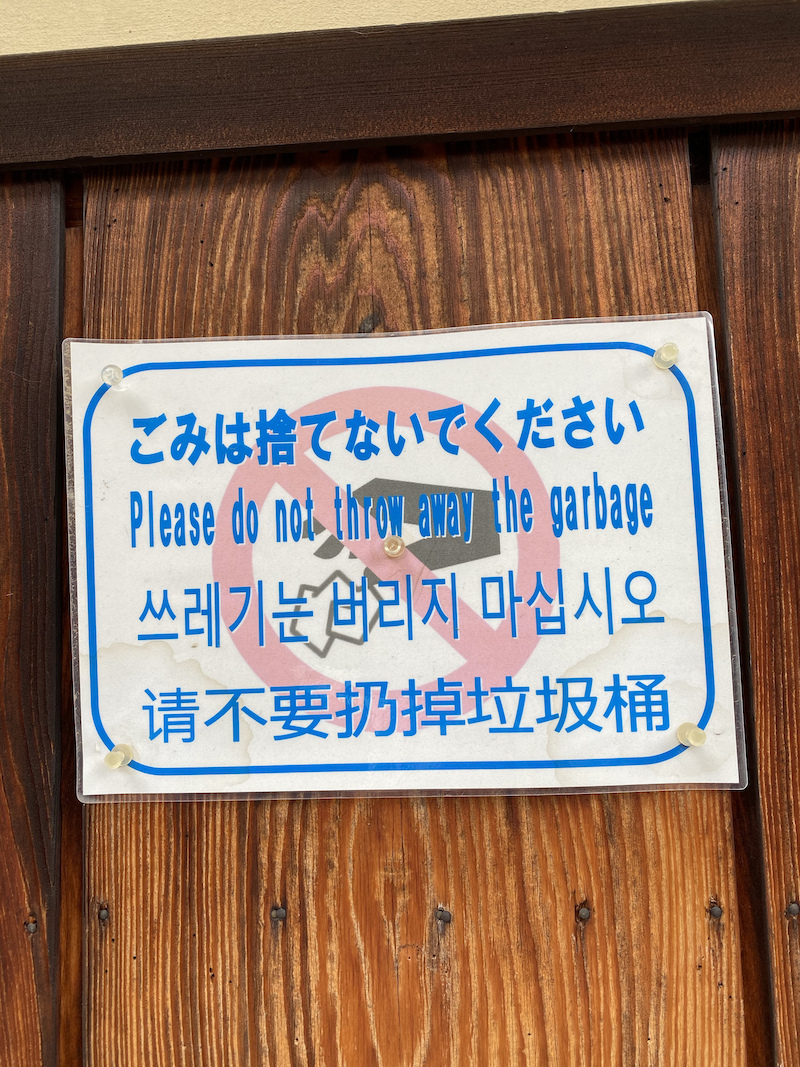 ごみは捨てないでください
Please do not throw away the garbage
쓰레기는 버리지 마십시오
请不要扔掉垃圾桶